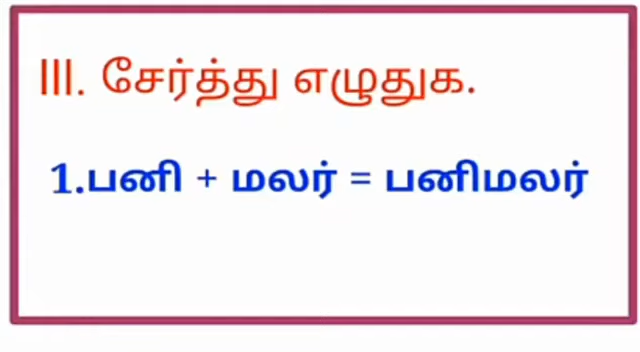 III. சேர்த்து எழுதுக.
1.பனி + மலர் = பனிமலர்